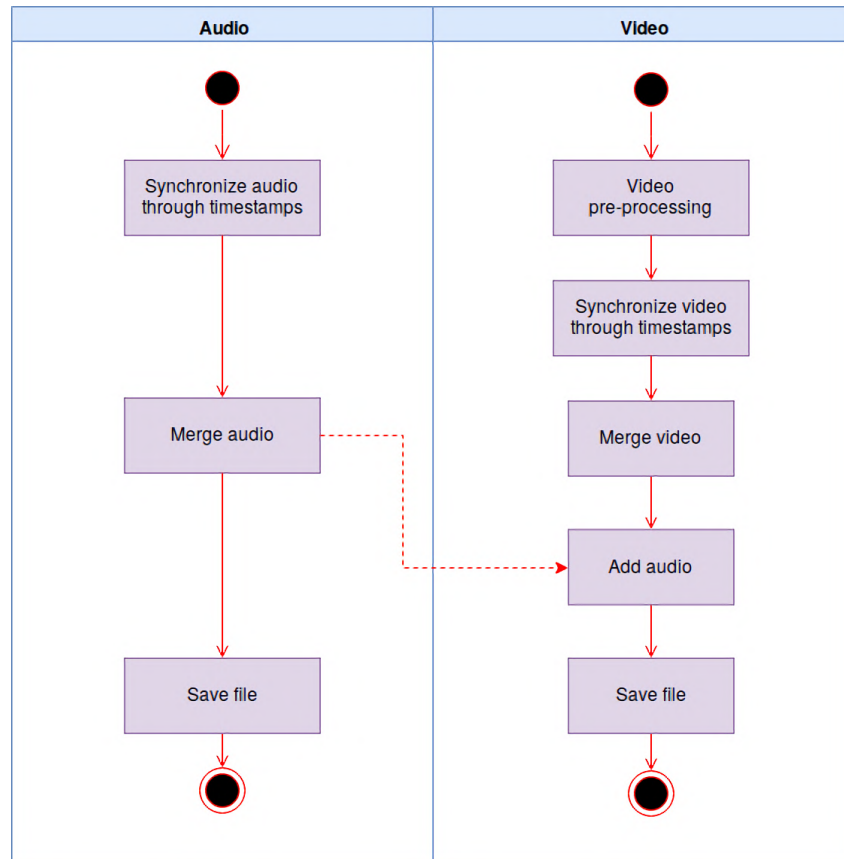 Audio
Video
Synchronize audio
through timestamps
Video
pre-processing
Synchronize video
through timestamps
Merge audio
Merge video
Add audio
Save file
Save file